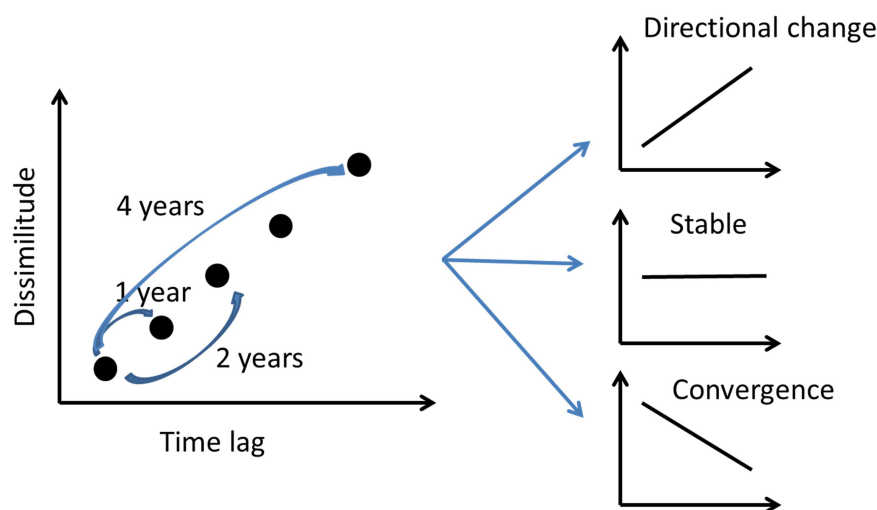 Dissimilitude
4 years
1 year
2 years
Time lag
Directional change
Stable
Convergence